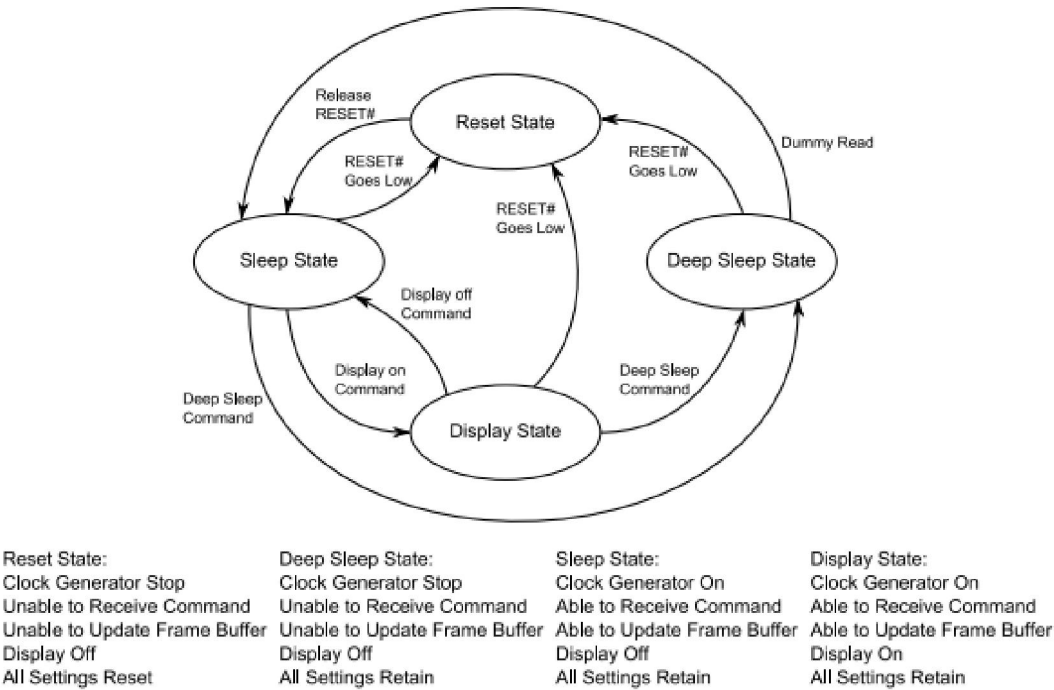 Release
RESET#
Reset State
Dummy Read
RESET#
Goes Low
RESET#
Goes Low
RESET#
Goes Low
Sleep State
Deep Sleep State
Display off
Command
Display on
Command
Deep Sleep
Command
Deep Sleep
Command
Display State
Reset State:
Clock Generator Stop
Unable to Receive Command
Unable to Update Frame Buffer
Display Off
All Settings Reset
Deep Sleep State:
Clock Generator Stop
Unable to Receive Command
Unable to Update Frame Buffer
Display Off
All Settings Retain
Sleep State:
Clock Generator On
Able to Receive Command
Able to Update Frame Buffer
Display Off
All Settings Retain
Display State:
Clock Generator On
Able to Receive Command
Able to Update Frame Buffer
Display On
All Settings Retain